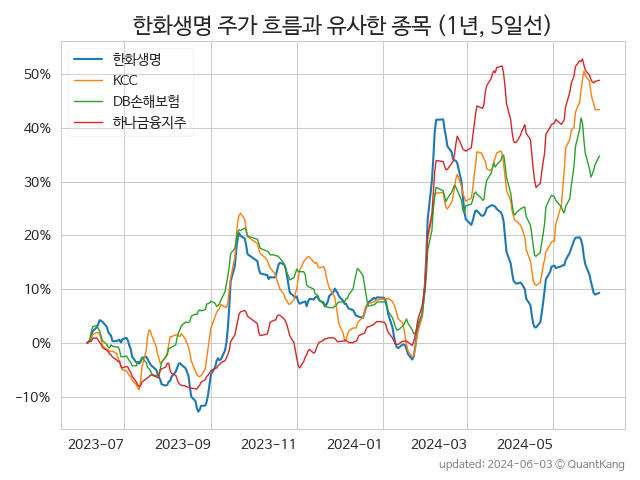 한화생명 주가 흐름과 유사한 종목 (1년, 5일선)
한화생명
KCC
DB손해보험
하나금융지주
50%
40%
30%
20%
10%
0%
−10%
2023-07
2023-09
2023-11
2024-01
2024-03
2024-05
updated: 2024-06-03 © QuantKang